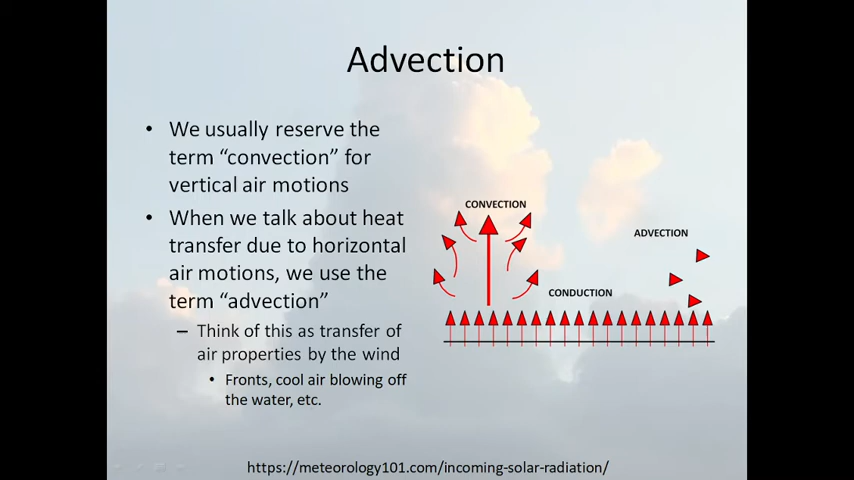 Advection
• We usually reserve the
term “convection” for
vertical air motions
• When we talk about heat
transfer due to horizontal
air motions, we use the
term “advection”
– Think of this as transfer of
air properties by the wind
• Fronts, cool air blowing off
the water, etc.
CONVECTION
ADVECTION
CONDUCTION
https://meteorology101.com/incoming-solar-radiation/